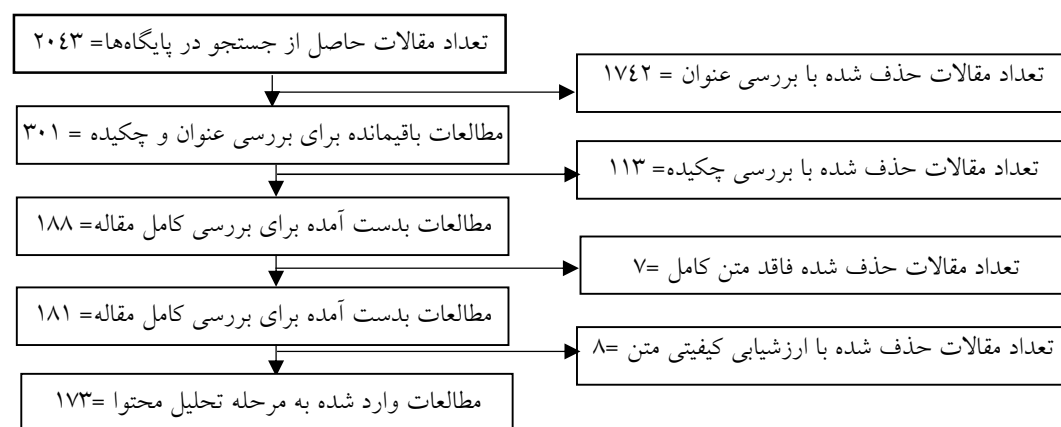 تعداد مقالات حاصل از جستجو در پایگاه‌ها= ۲۰٤۳
تعداد مقالات حذف شده با بررسی عنوان = ۱۷٤۲
مطالعات باقیمانده برای بررسی عنوان و چکیده = ۳۰۱
تعداد مقالات حذف شده با بررسی چکیده= ۱۱۳
مطالعات بدست آمده برای بررسی کامل مقاله= ۱۸۸
تعداد مقالات حذف شده فاقد متن کامل =۷
مطالعات بدست آمده برای بررسی کامل مقاله= ۱۸۱
تعداد مقالات حذف شده با ارزشیابی کیفیتی متن =۸
مطالعات وارد شده به مرحله تحلیل محتوا =۱۷۳